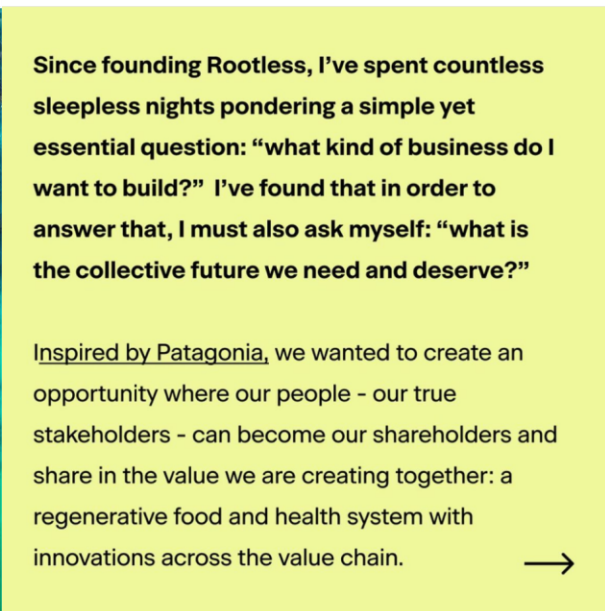 Since founding Rootless, I’ve spent countless
sleepless nights pondering a simple yet
essential question: “what kind of business do I
want to build?”  I’ve found that in order to
answer that, I must also ask myself: “what is
the collective future we need and deserve?”
Inspired by Patagonia, we wanted to create an
opportunity where our people - our true
stakeholders - can become our shareholders and
share in the value we are creating together: a
regenerative food and health system with
innovations across the value chain.